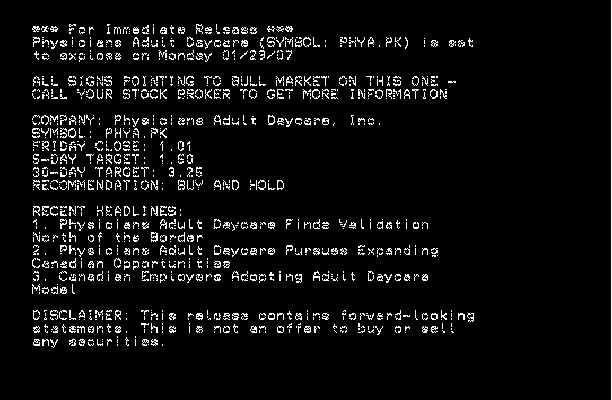 *** For Immediate Release ***
Physicians Adult Daycare (SYMBOL: PHYA.PK) is set
to explose on Monday 01/29/07
ALL SIGNS POINTING TO BULL MARKET ON THIS ONE -
CALL YOUR STOCK BROKER TO GET MORE INFORMATION
COMPANY: Physicians Adult Daycare, Inc.
SYMBOL: PHYA.PK
FRIDAY CLOSE: 1.01
5-DAY TARGET: 1.50
30-DAY TARGET: 3.25
RECOMMENDATION: BUY AND HOLD
RECENT HEADLINES:
1. Physicians Adult Daycare Finds Validation
North of the Border
2. Physicians Adult Daycare Pursues Expanding
Canadian Opportunities
3. Canadian Employers Adopting Adult Daycare
Model
DISCLAIMER: This release contains forward-looking
statements. This is not an offer to buy or sell
any securities.